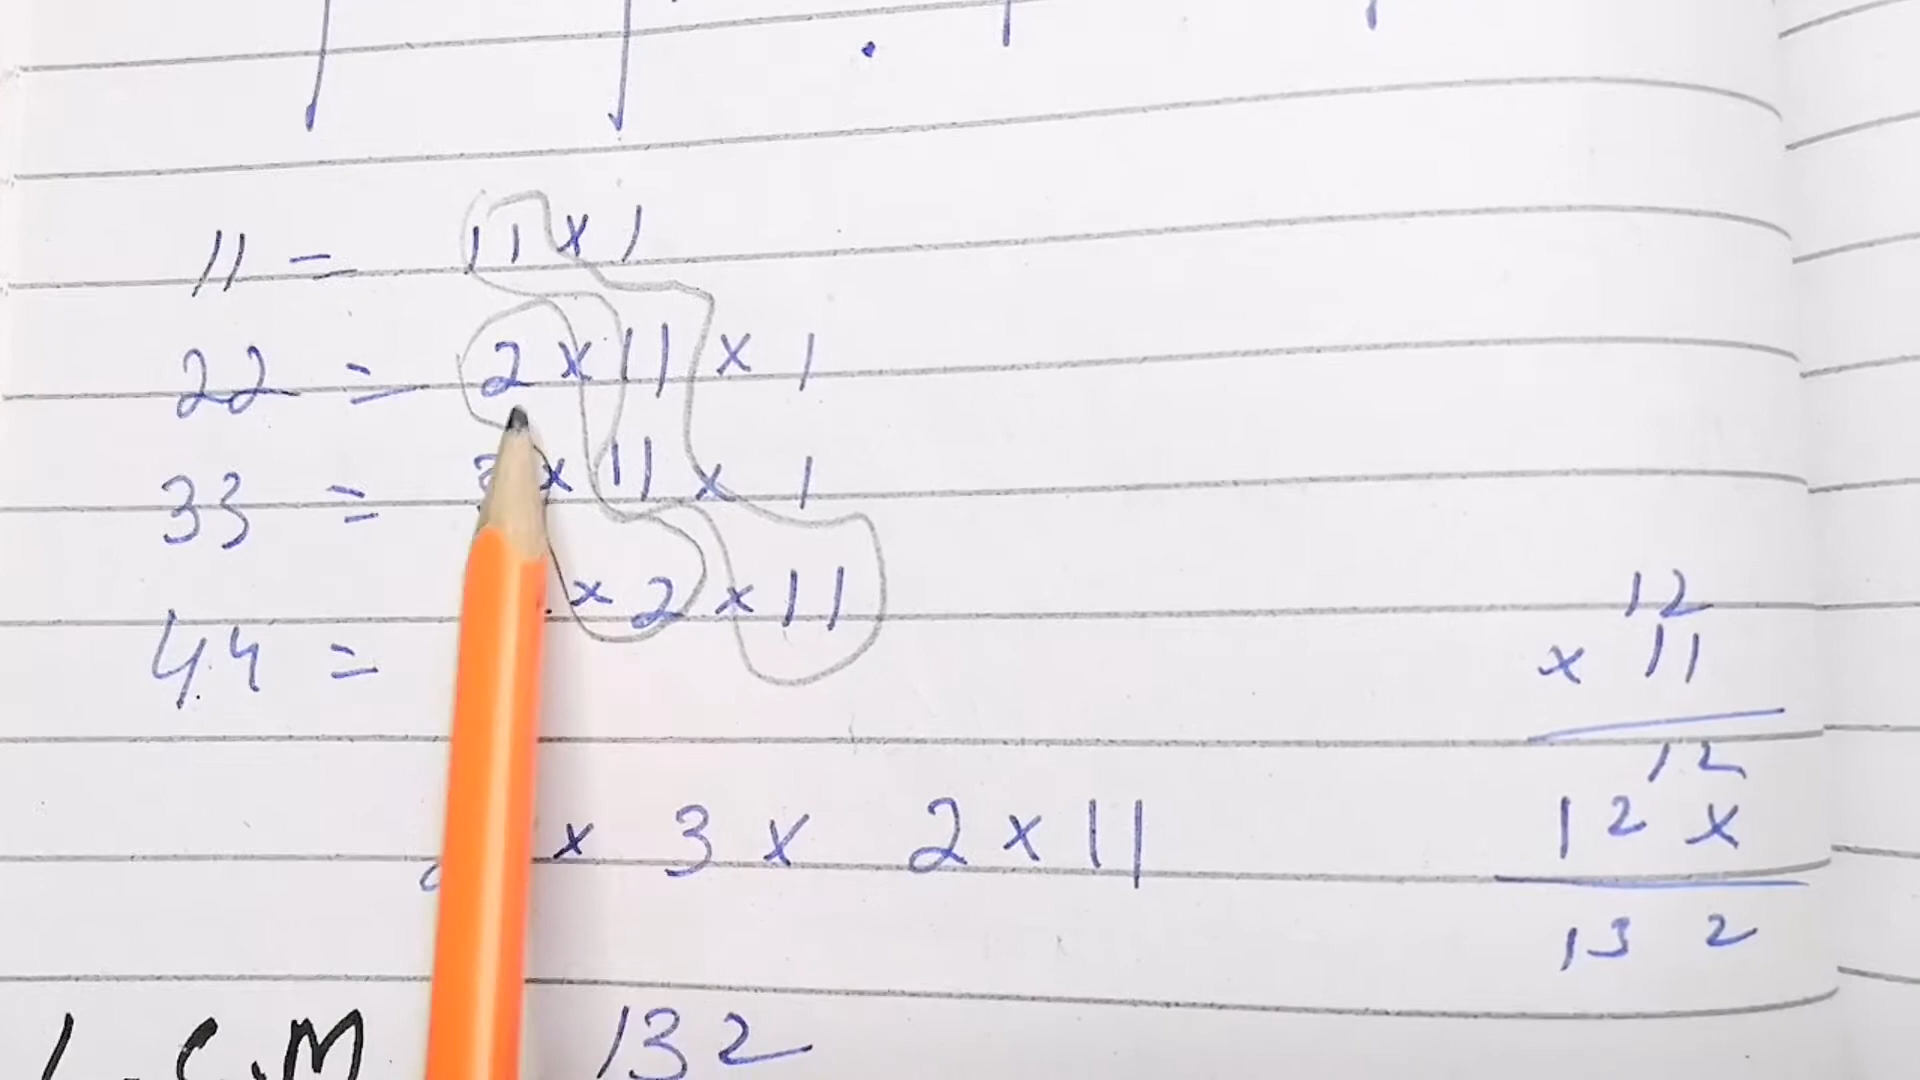 11 = 11 x 1
22 = 2 x 11 x 1
33 = x 11 x 1
44 = x 2 x 11
x 3 x 2 x 11
12
x 11
12
12 x
132
L.C.M 132